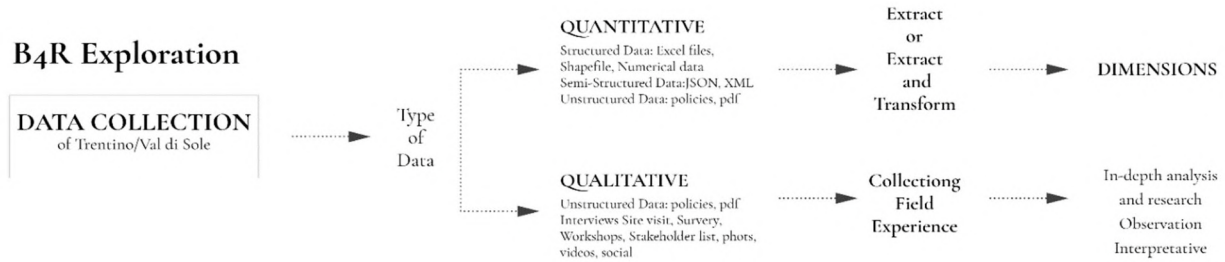 B4R Exploration
DATA COLLECTION
of Trentino/Val di Sole
Type
of
Data
QUANTITATIVE
Structured Data: Excel files,
Shapefile, Numerical data
Semi-Structured Data:JSON, XML
Unstructured Data: policies, pdf
Extract
or
Extract
and
Transform
DIMENSIONS
QUALITATIVE
Unstructured Data: policies, pdf
Interviews Site visit, Survery,
Workshops, Stakeholder list, phots,
videos, social
Collectiong
Field
Experience
In-depth analysis
and research
Observation
Interpretative